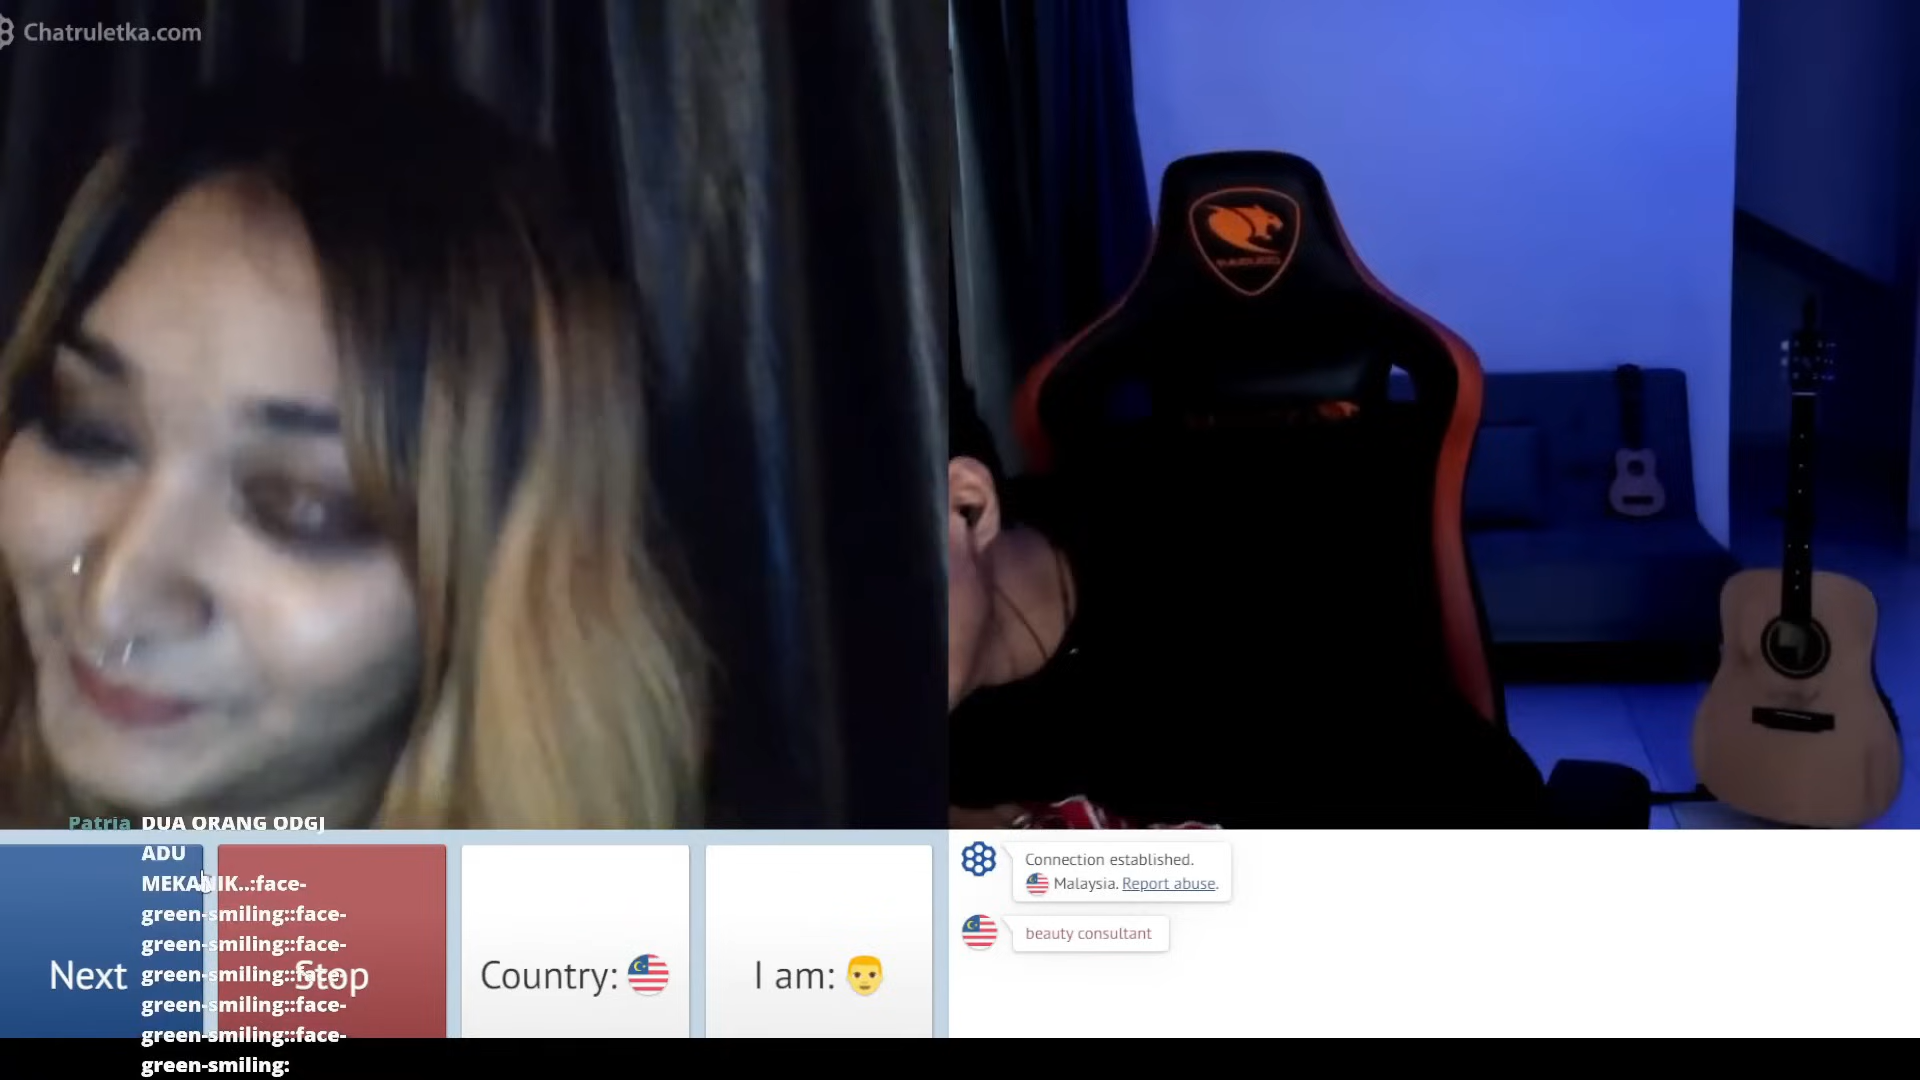 Chatruletka.com
Patria DUA ORANG ODGJ
ADU
MEKANIK..:face-
green-smiling::face-
green-smiling::face-
green-smiling::face-
green-smiling::face-
green-smiling::face-
green-smiling:
Next
Stop
Country:
I am:
Connection established.
Malaysia. Report abuse.
beauty consultant